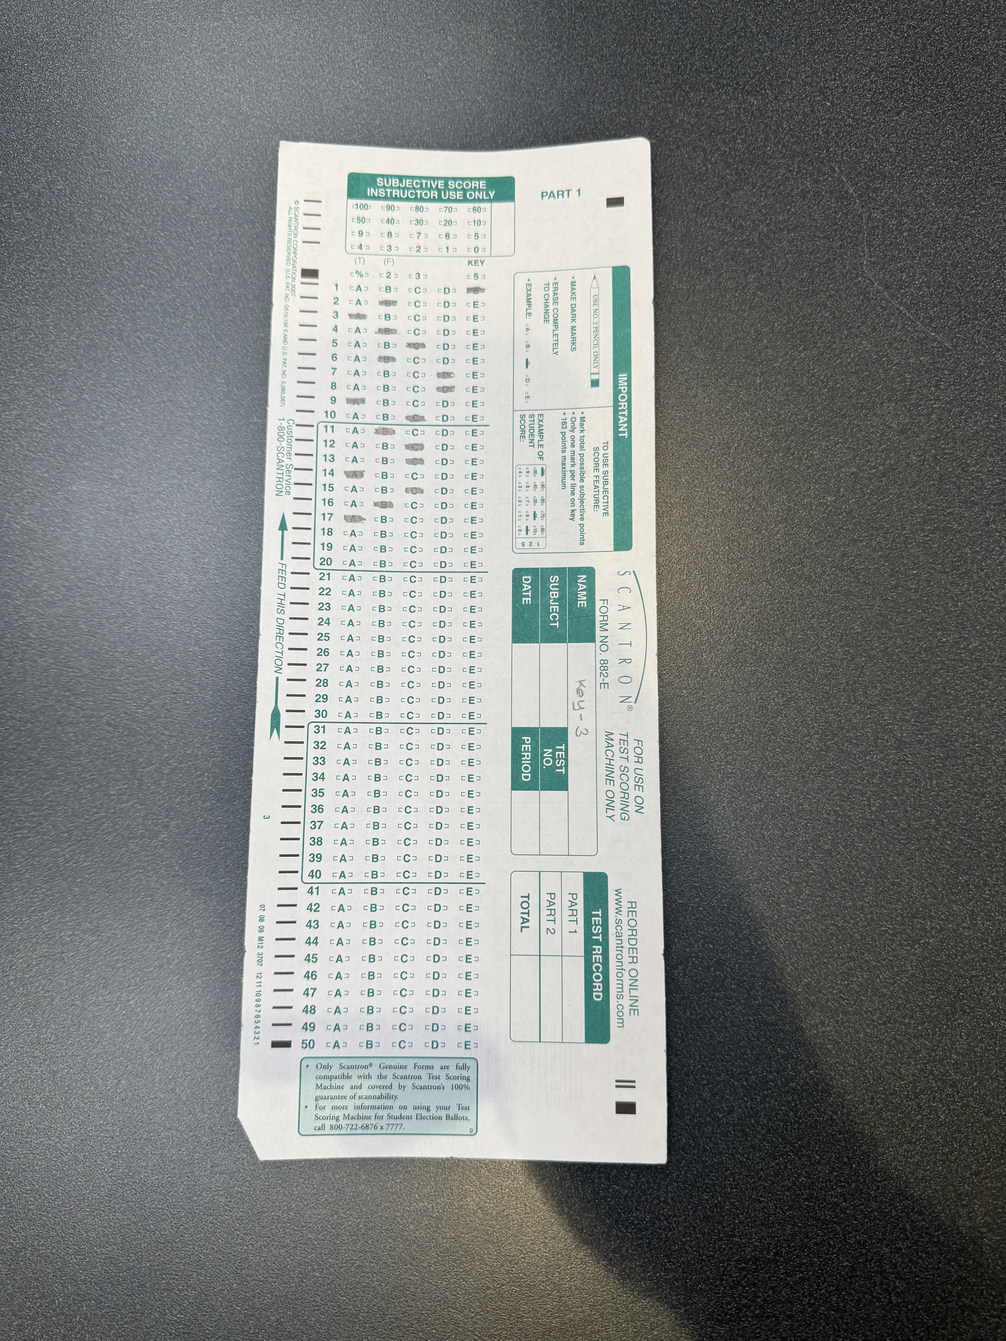 SUBJECTIVE SCORE
INSTRUCTOR USE ONLY
PART 1
100 90 80 70 60
50 40 30 20 10
9 8 7 6 5
4 3 2 1 0
(T) (F) KEY
% 2 3 5
1 A B C D E
2 A B C D E
3 A B C D E
4 A B C D E
5 A B C D E
6 A B C D E
7 A B C D E
8 A B C D E
9 A B C D E
10 A B C D E
11 A B C D E
12 A B C D E
13 A B C D E
14 A B C D E
15 A B C D E
16 A B C D E
17 A B C D E
18 A B C D E
19 A B C D E
20 A B C D E
21 A B C D E
22 A B C D E
23 A B C D E
24 A B C D E
25 A B C D E
26 A B C D E
27 A B C D E
28 A B C D E
29 A B C D E
30 A B C D E
31 A B C D E
32 A B C D E
33 A B C D E
34 A B C D E
35 A B C D E
36 A B C D E
37 A B C D E
38 A B C D E
39 A B C D E
40 A B C D E
41 A B C D E
42 A B C D E
43 A B C D E
44 A B C D E
45 A B C D E
46 A B C D E
47 A B C D E
48 A B C D E
49 A B C D E
50 A B C D E
• Only Scantron® Genuine Forms are fully
compatible with the Scantron Test Scoring
Machine and covered by Scantron's 100%
guarantee of scannability.
• For more information on using your Test
Scoring Machine for Student Election Ballots,
call 800-722-6876 x 7777.
IMPORTANT
USE NO. 2 PENCIL ONLY
• MAKE DARK MARKS
• ERASE COMPLETELY
TO CHANGE
• EXAMPLE: A B D E
TO USE SUBJECTIVE
SCORE FEATURE:
• Mark total possible subjective points
• Only one mark per line on key
• 163 points maximum
EXAMPLE OF
STUDENT
SCORE:
SCANTRON®
FORM NO. 882-E
FOR USE ON
TEST SCORING
MACHINE ONLY
NAME Key-3
SUBJECT
TEST
NO.
DATE
PERIOD
REORDER ONLINE
www.scantronforms.com
TEST RECORD
PART 1
PART 2
TOTAL
© SCANTRON CORPORATION 2007
ALL RIGHTS RESERVED
Customer Service
1-800-SCANTRON
FEED THIS DIRECTION
3
07 08 09 M12 3707 12 11 10 9 8 7 6 5 4 3 2 1